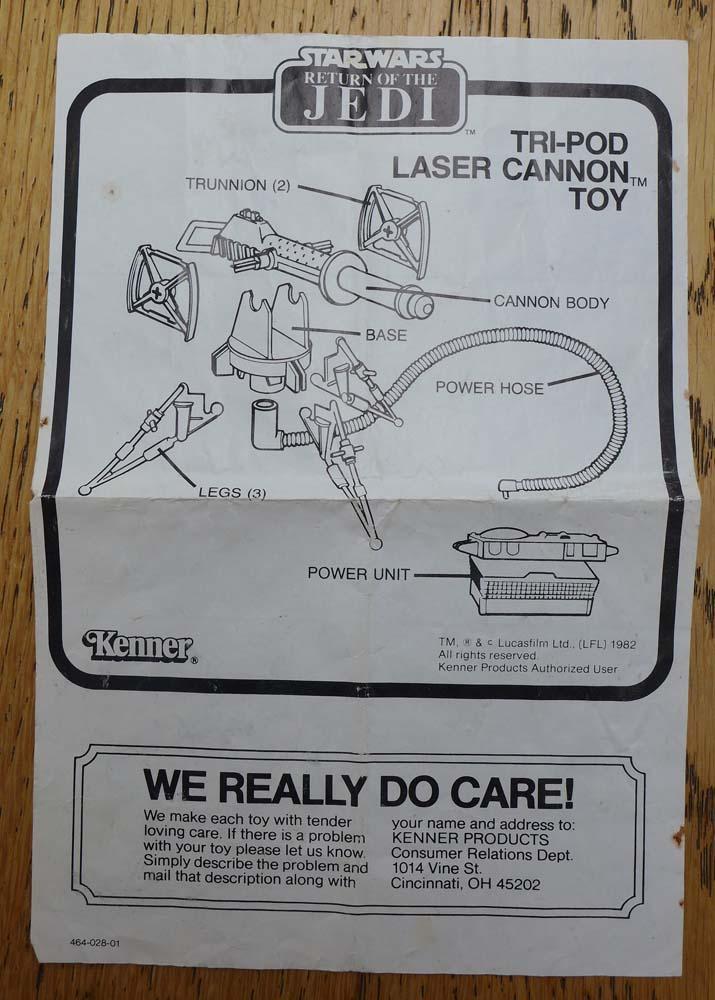 STAR WARS
RETURN OF THE
JEDI
TM
TRI-POD
LASER CANNON™
TOY
TRUNNION (2)
CANNON BODY
BASE
POWER HOSE
LEGS (3)
POWER UNIT
Kenner®
TM, ® & © Lucasfilm Ltd., (LFL) 1982
All rights reserved.
Kenner Products Authorized User
WE REALLY DO CARE!
We make each toy with tender
loving care. If there is a problem
with your toy please let us know.
Simply describe the problem and
mail that description along with
your name and address to:
KENNER PRODUCTS
Consumer Relations Dept.
1014 Vine St.
Cincinnati, OH 45202
464-028-01